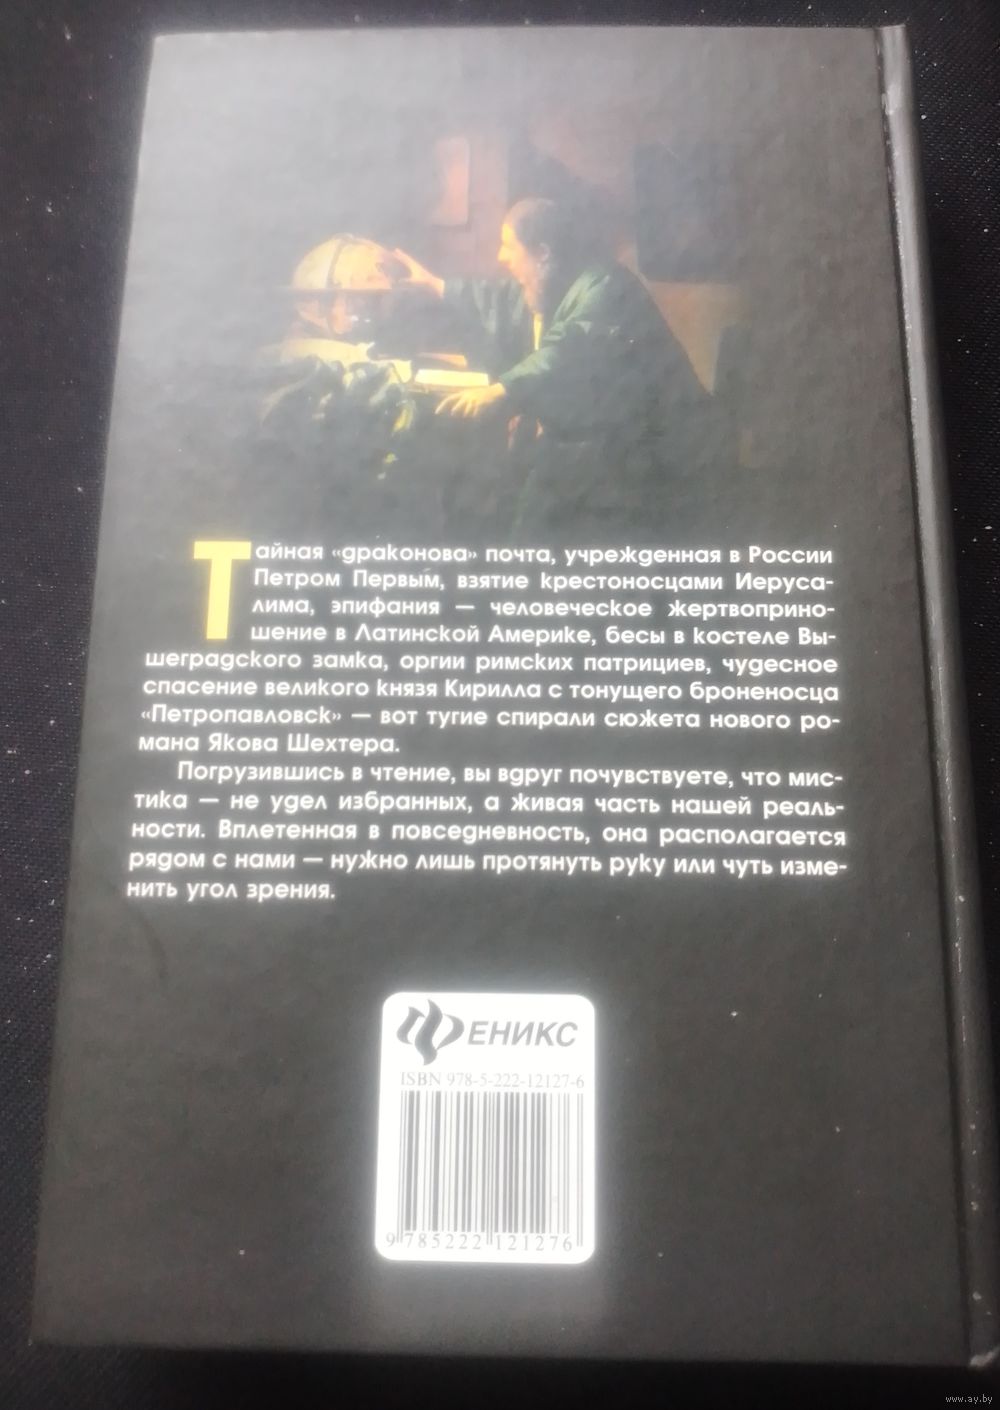 Тайная «драконова» почта, учрежденная в России
Петром Первым, взятие крестоносцами Иеруса-
лима, эпифания — человеческое жертвоприно-
шение в Латинской Америке, бесы в костеле Вы-
шеградского замка, оргии римских патрициев, чудесное
спасение великого князя Кирилла с тонущего броненосца
«Петропавловск» — вот тугие спирали сюжета нового ро-
мана Якова Шехтера.
Погрузившись в чтение, вы вдруг почувствуете, что мис-
тика — не удел избранных, а живая часть нашей реаль-
ности. Вплетенная в повседневность, она располагается
рядом с нами — нужно лишь протянуть руку или чуть изме-
нить угол зрения.
ФЕНИКС
ISBN 978-5-222-12127-6
9 785222 121276
www.ay.by